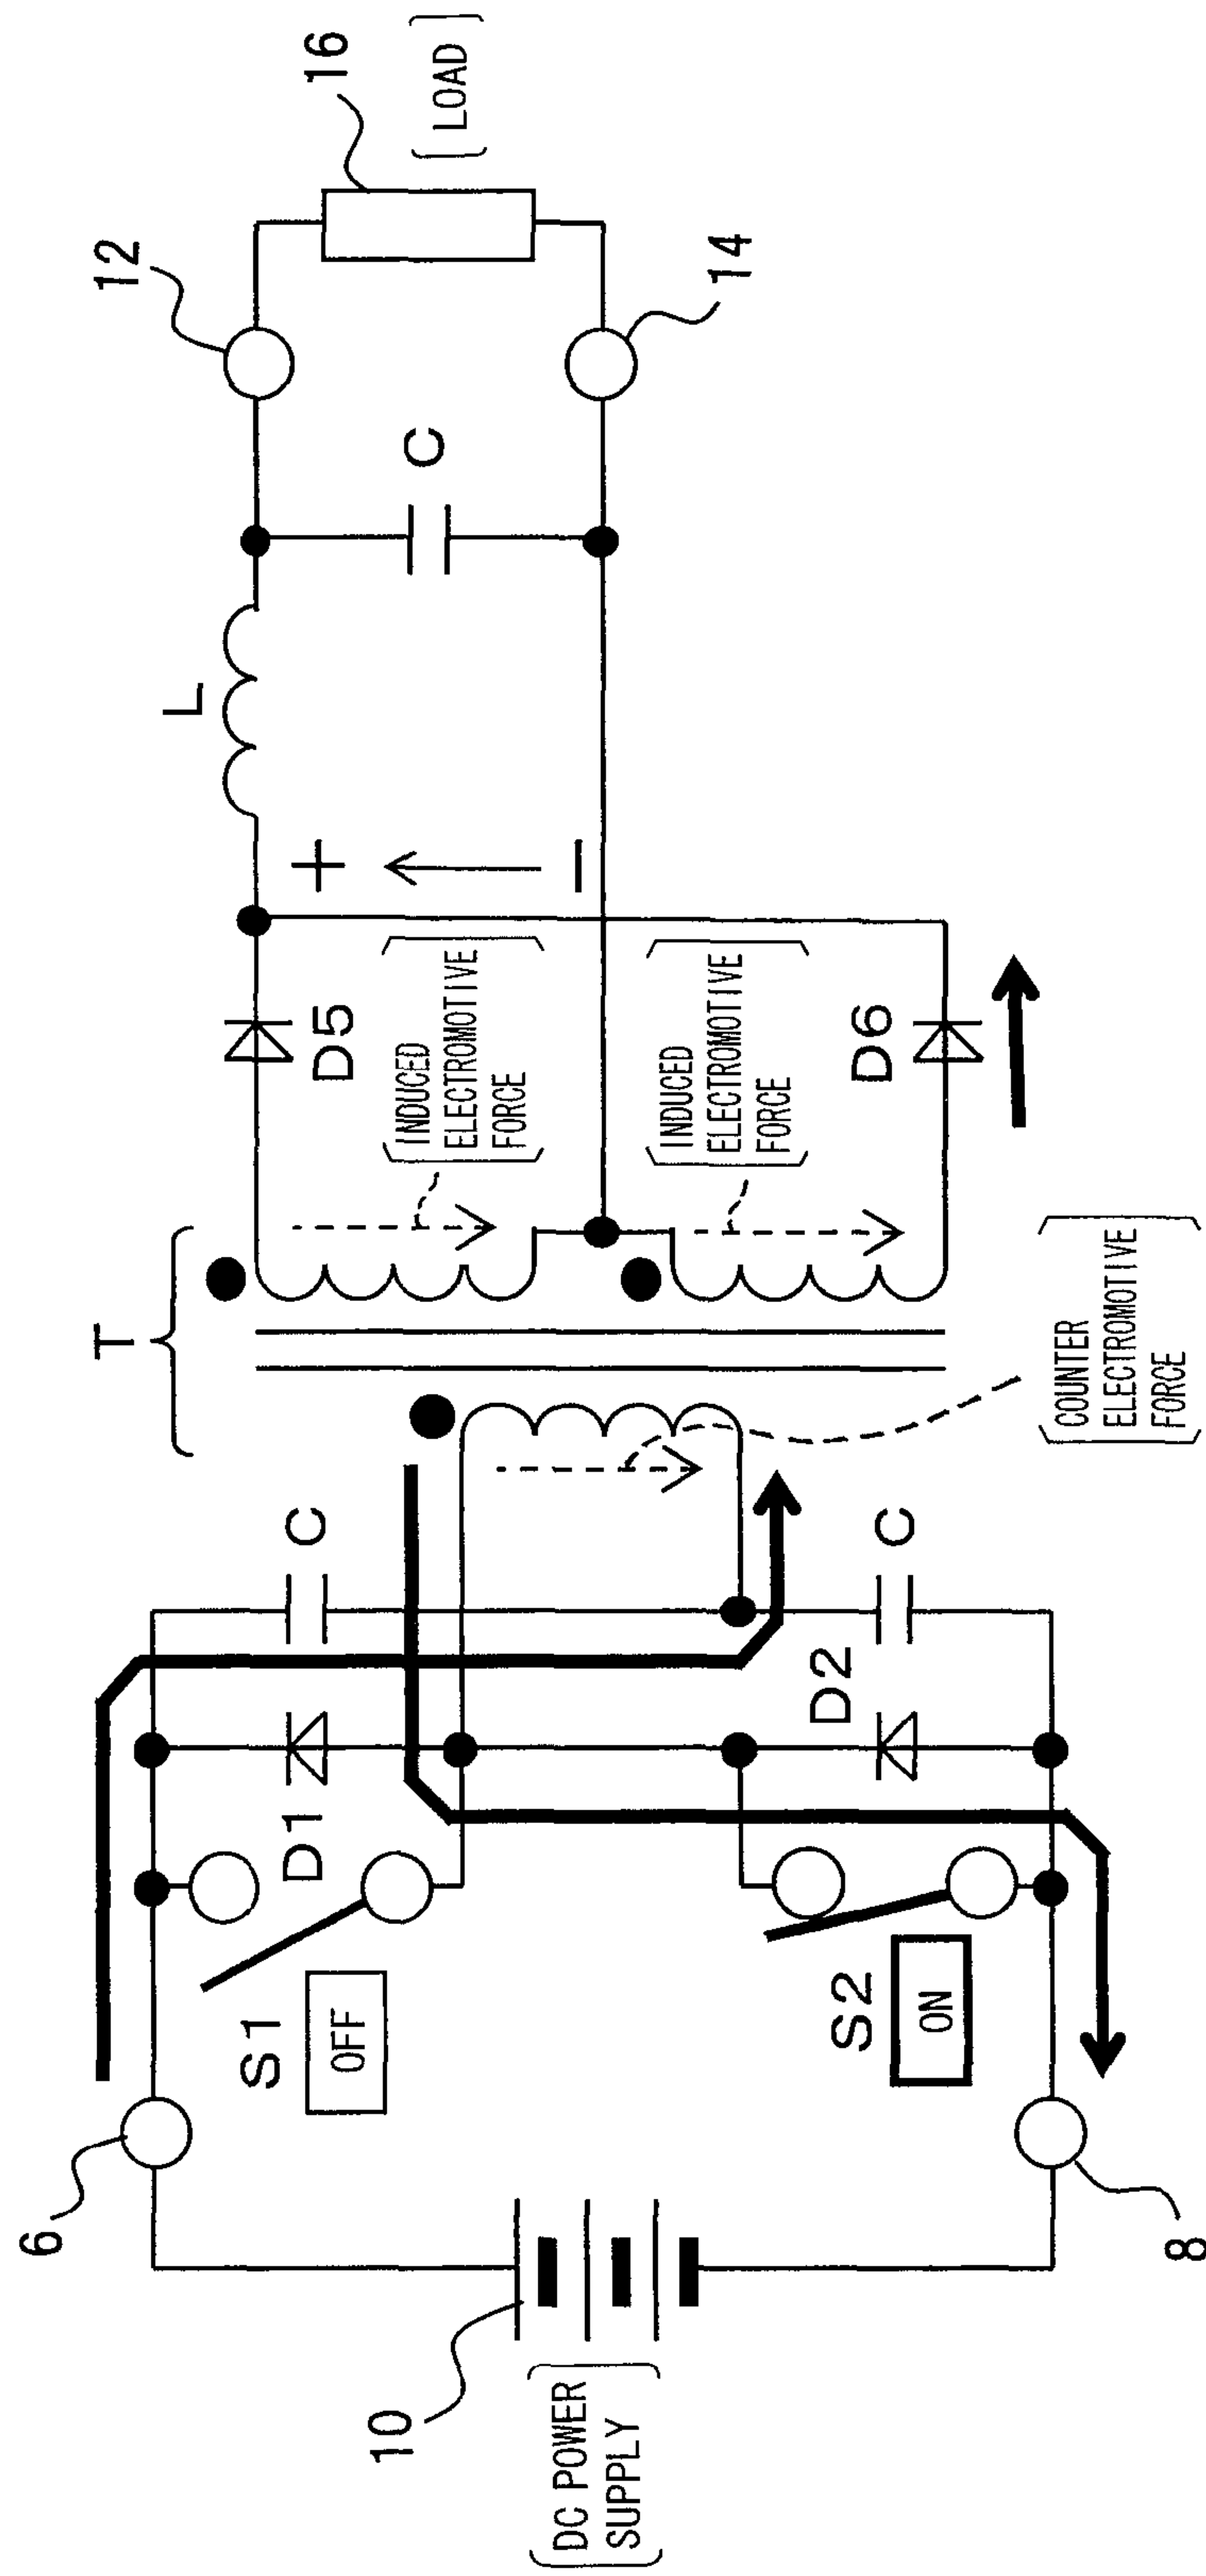 6
10
[DC POWER
SUPPLY]
8
S1
OFF
S2
ON
D1
D2
C
C
T
[COUNTER
ELECTROMOTIVE
FORCE]
[INDUCED
ELECTROMOTIVE
FORCE]
[INDUCED
ELECTROMOTIVE
FORCE]
D5
D6
+
−
L
C
12
14
16
[LOAD]